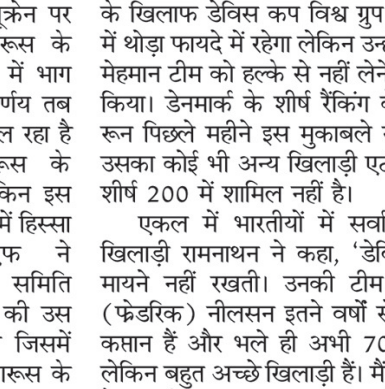 क्रेन पर
रूस के
में भाग
र्णय तब
ल रहा है
रूस के
किन इस
में हिस्सा
फ ने
समिति
की उस
जिसमें
गरूस के
के खिलाफ डेविस कप विश्व ग्रुप
में थोड़ा फायदे में रहेगा लेकिन उन
मेहमान टीम को हल्के से नहीं लेने
किया। डेनमार्क के शीर्ष रैंकिंग
रून पिछले महीने इस मुकाबले
उसका कोई भी अन्य खिलाड़ी एट
शीर्ष 200 में शामिल नहीं है।
एकल में भारतीयों में सर्व
खिलाड़ी रामनाथन ने कहा, ‘डेवि
मायने नहीं रखती। उनकी टीम
(फ्रेडरिक) नीलसन इतने वर्षों से
कप्तान हैं और भले ही अभी 70
लेकिन बहुत अच्छे खिलाड़ी हैं। मैं